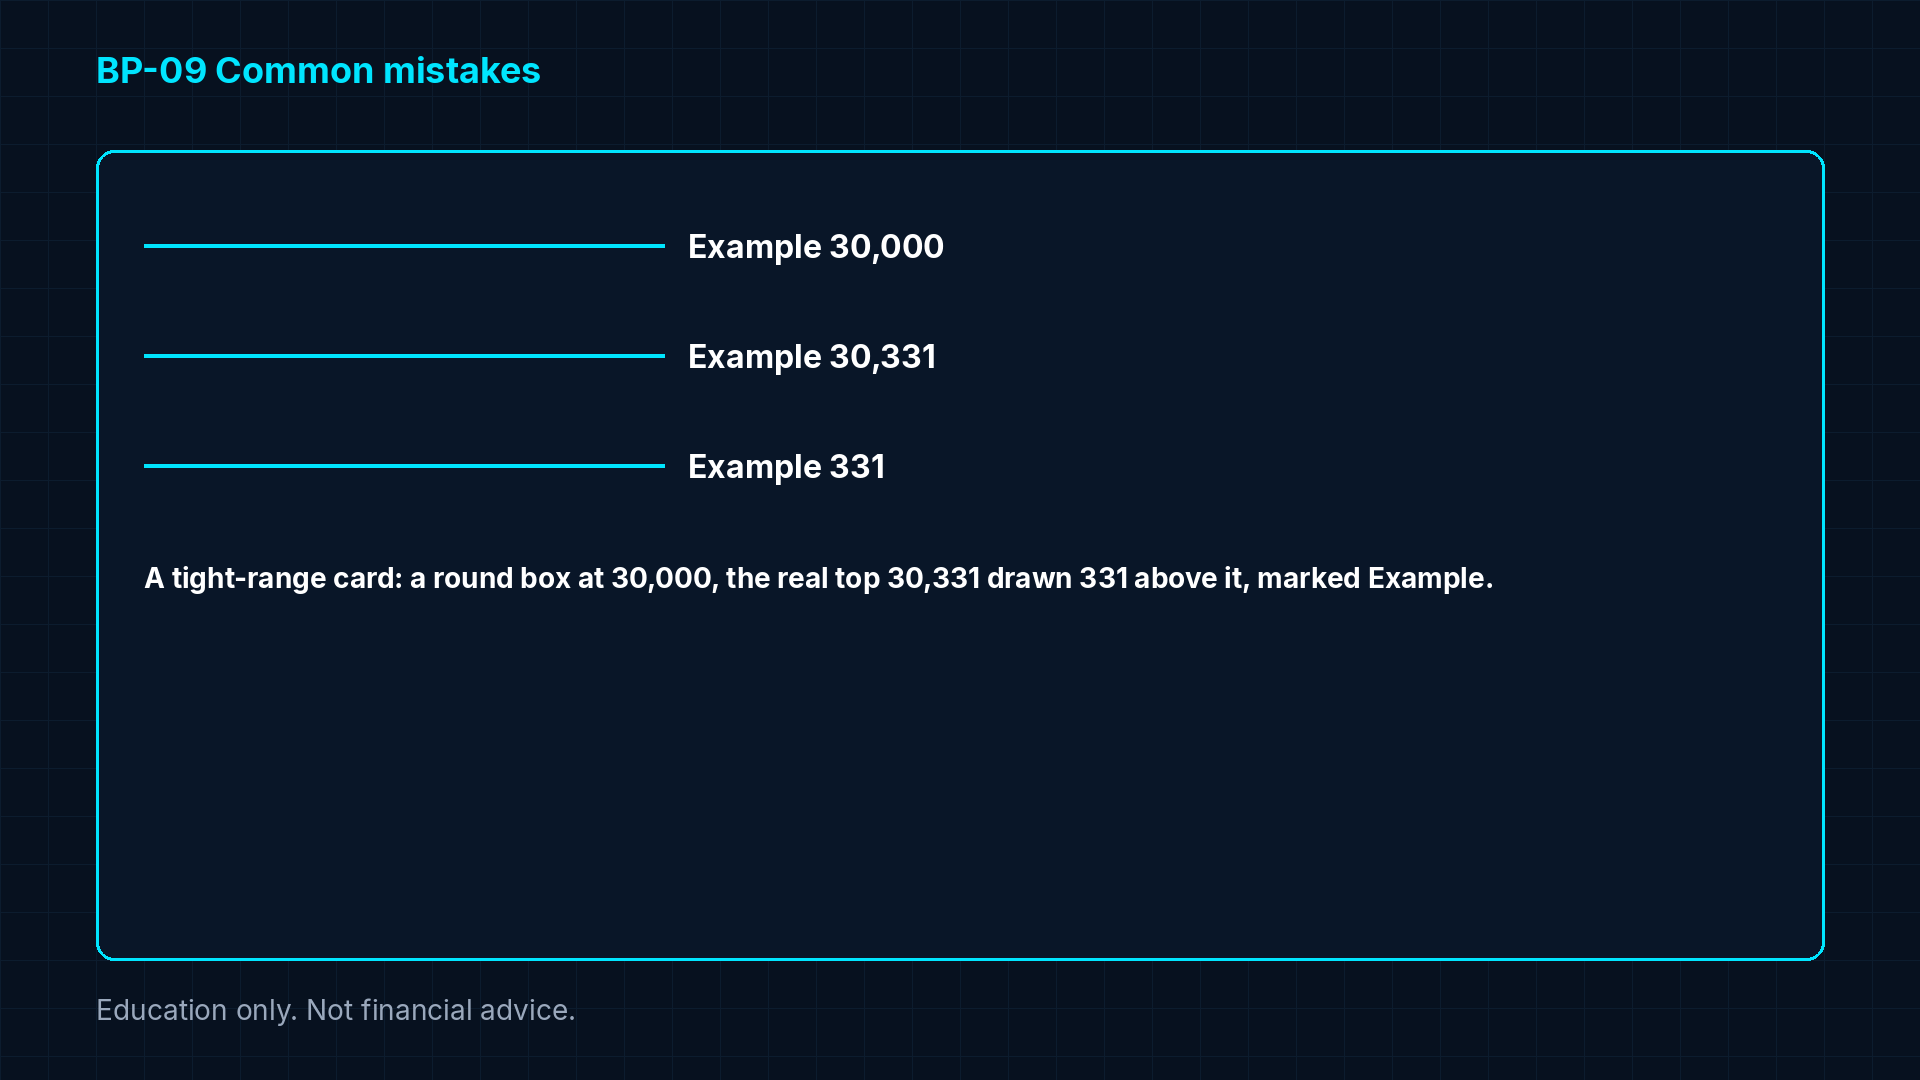 BP-09 Common mistakes
Example 30,000
Example 30,331
Example 331
A tight-range card: a round box at 30,000, the real top 30,331 drawn 331 above it, marked Example.
Education only. Not financial advice.